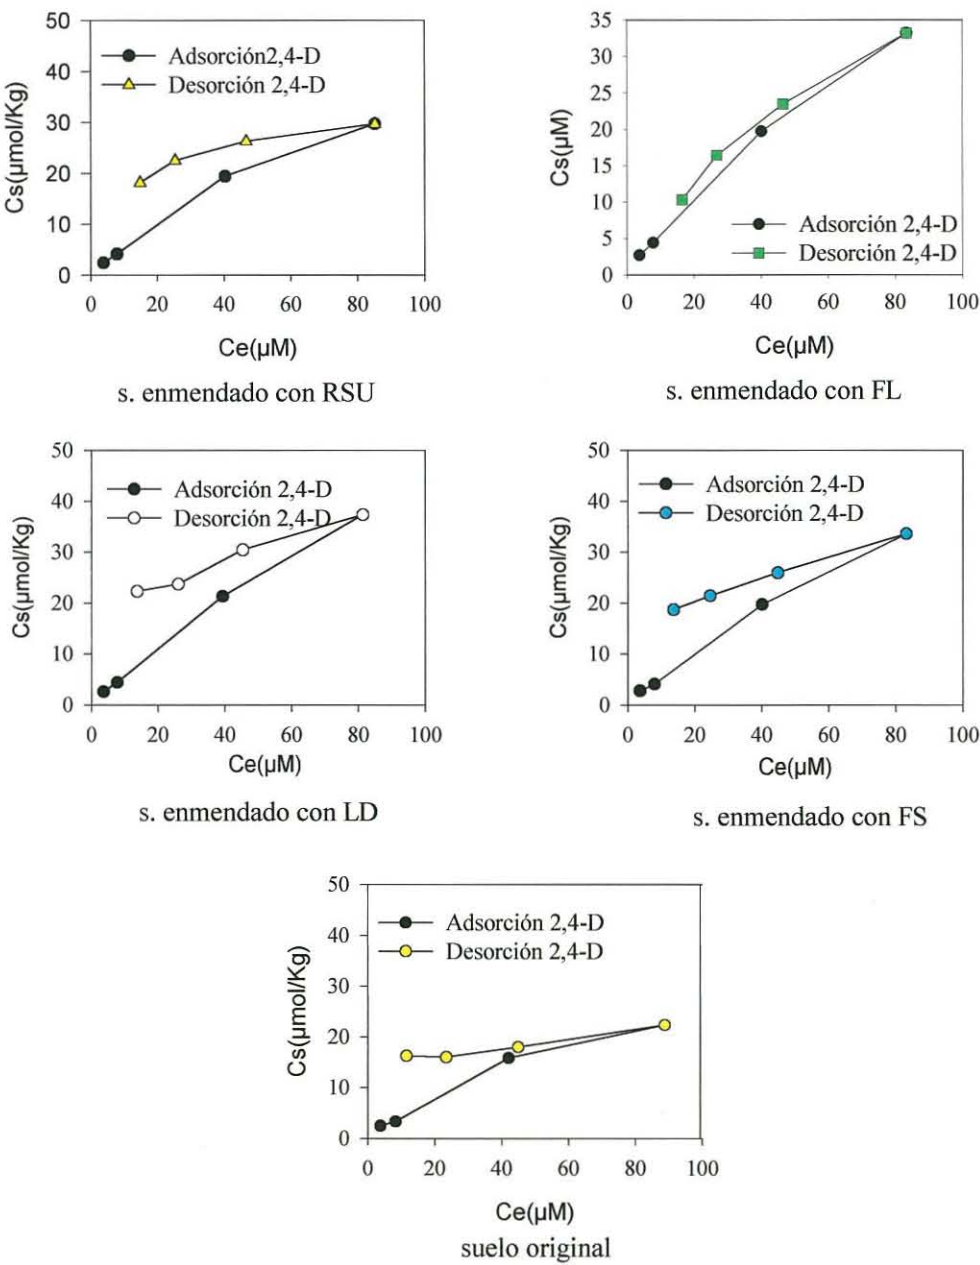 50
40
30
20
10
0
Cs(µmol/Kg)
Adsorción2,4-D
Desorción 2,4-D
0 20 40 60 80 100
Ce(µM)
s. enmendado con RSU
35
30
25
20
15
10
5
0
Cs(µM)
Adsorción 2,4-D
Desorción 2,4-D
0 20 40 60 80 100
Ce(µM)
s. enmendado con FL
50
40
30
20
10
0
Cs(µmol/Kg)
Adsorción 2,4-D
Desorción 2,4-D
0 20 40 60 80 100
Ce(µM)
s. enmendado con LD
50
40
30
20
10
0
Cs(µmol/Kg)
Adsorción 2,4-D
Desorción 2,4-D
0 20 40 60 80 100
Ce(µM)
s. enmendado con FS
50
40
30
20
10
0
Cs(µmol/Kg)
Adsorción 2,4-D
Desorción 2,4-D
0 20 40 60 80 100
Ce(µM)
suelo original